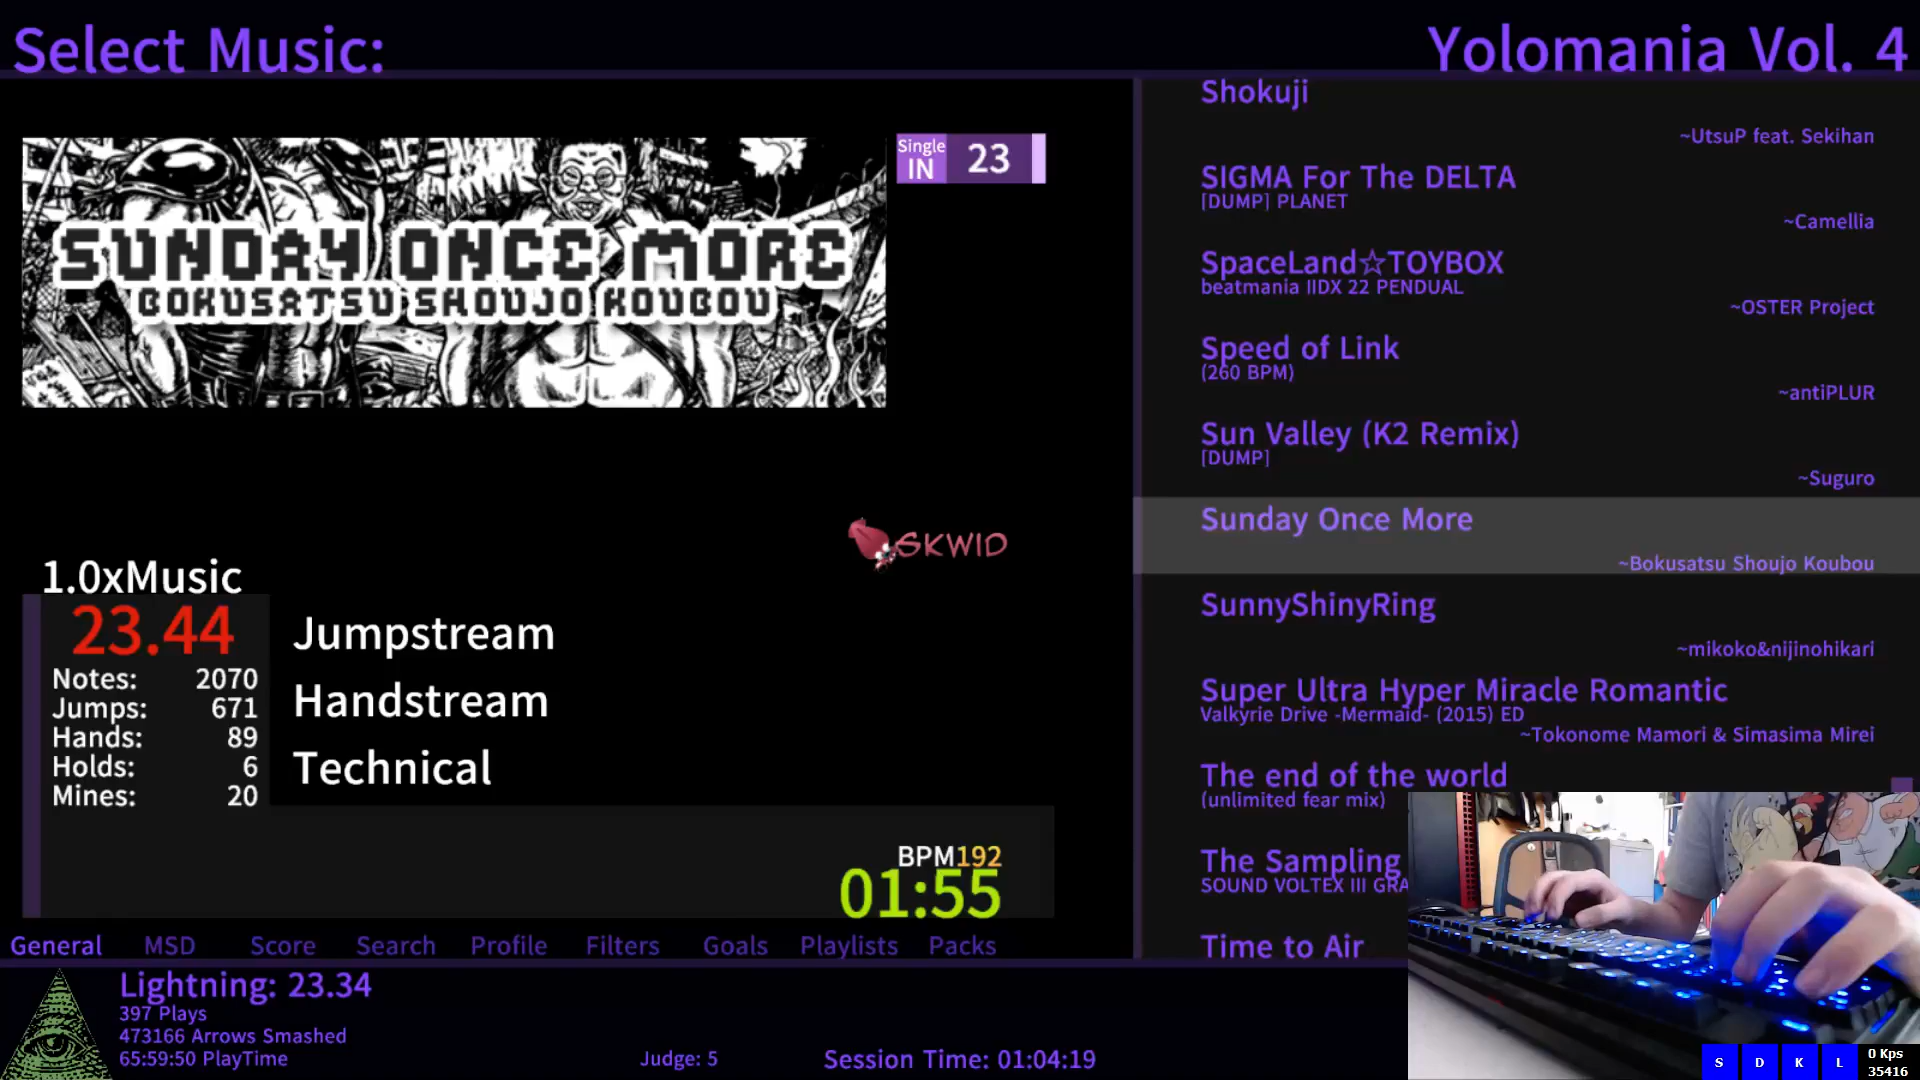 Select Music:
Yolomania Vol. 4
SUNDAY ONCE MORE
BOKUSATSU SHOUJO KOUBOU
Single
IN
23
SKWID
1.0xMusic
23.44
Notes: 2070
Jumps: 671
Hands: 89
Holds: 6
Mines: 20
Jumpstream
Handstream
Technical
BPM192
01:55
Shokuji
~UtsuP feat. Sekihan
SIGMA For The DELTA
[DUMP] PLANET
~Camellia
SpaceLand☆TOYBOX
beatmania IIDX 22 PENDUAL
~OSTER Project
Speed of Link
(260 BPM)
~antiPLUR
Sun Valley (K2 Remix)
[DUMP]
~Suguro
Sunday Once More
~Bokusatsu Shoujo Koubou
SunnyShinyRing
~mikoko&nijinohikari
Super Ultra Hyper Miracle Romantic
Valkyrie Drive -Mermaid- (2015) ED
~Tokonome Mamori & Simasima Mirei
The end of the world
(unlimited fear mix)
The Sampling
SOUND VOLTEX III GRA
Time to Air
General MSD Score Search Profile Filters Goals Playlists Packs
Lightning: 23.34
397 Plays
473166 Arrows Smashed
65:59:50 PlayTime
Judge: 5
Session Time: 01:04:19
S D K L
0 Kps
35416